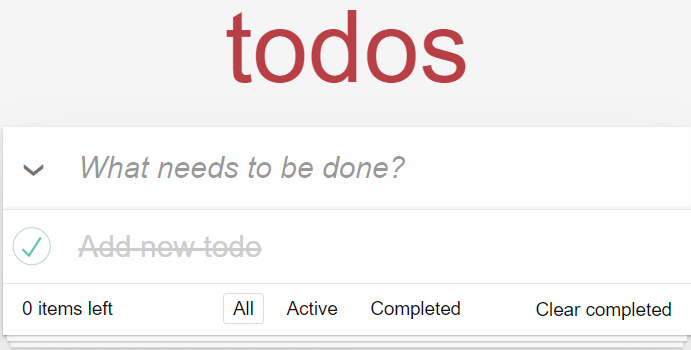 todos
What needs to be done?
Add new todo
0 items left All Active Completed Clear completed